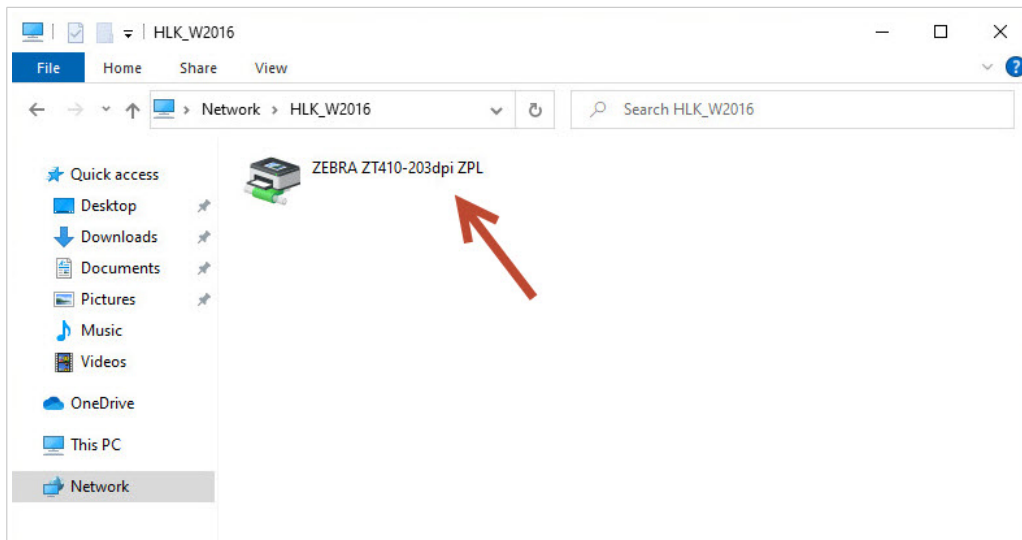 HLK_W2016
File Home Share View ?
Network > HLK_W2016 Search HLK_W2016
Quick access
ZEBRA ZT410-203dpi ZPL
Desktop
Downloads
Documents
Pictures
Music
Videos
OneDrive
This PC
Network